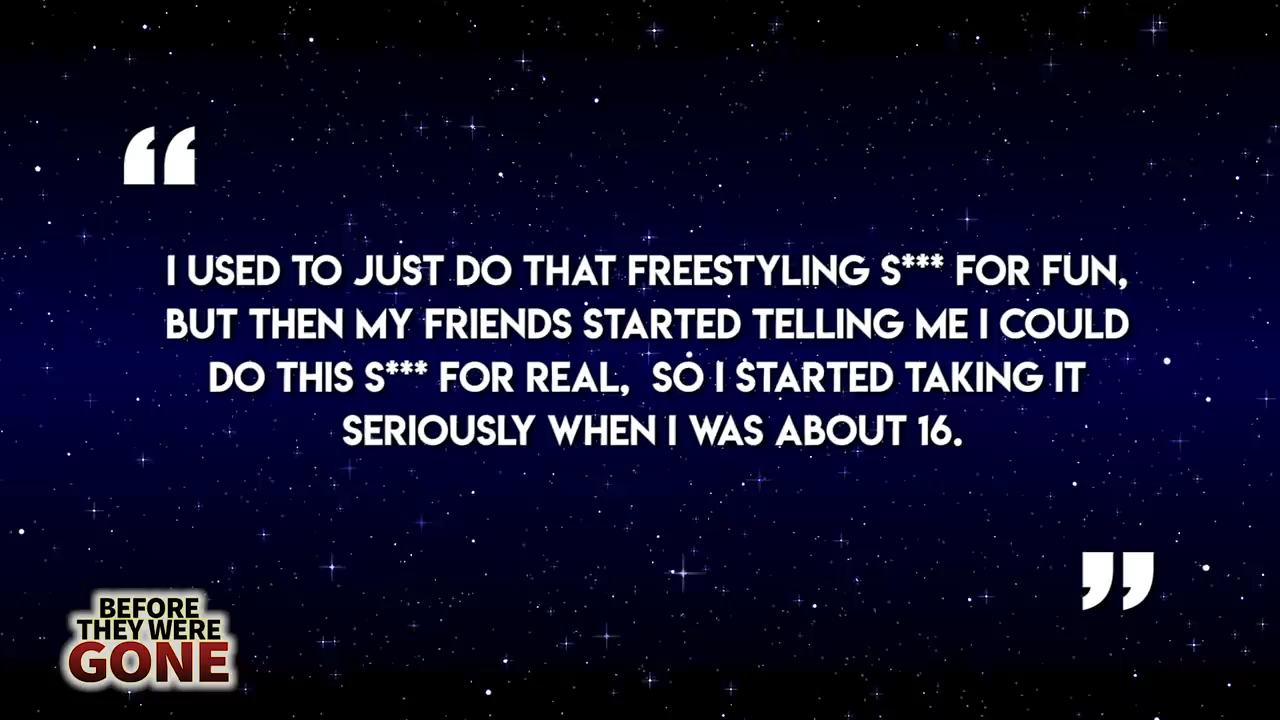 “
I USED TO JUST DO THAT FREESTYLING S*** FOR FUN,
BUT THEN MY FRIENDS STARTED TELLING ME I COULD
DO THIS S*** FOR REAL,  SO I STARTED TAKING IT
SERIOUSLY WHEN I WAS ABOUT 16.
”
BEFORE
THEY WERE
GONE